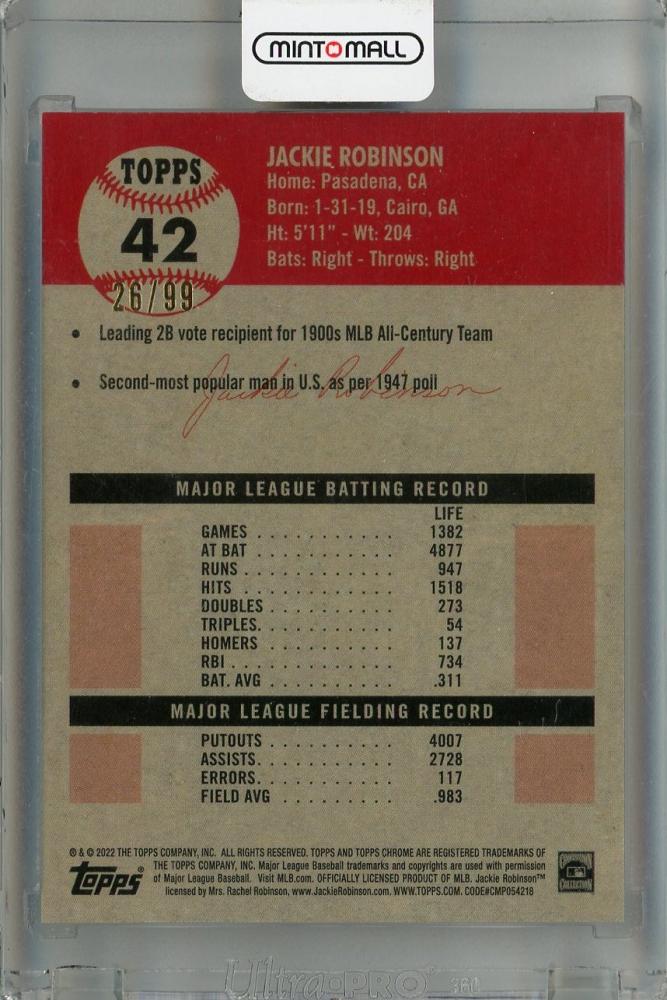 MINT MALL
JACKIE ROBINSON
Home: Pasadena, CA
Born: 1-31-19, Cairo, GA
Ht: 5'11" - Wt: 204
Bats: Right - Throws: Right
TOPPS
42
26/99
• Leading 2B vote recipient for 1900s MLB All-Century Team
• Second-most popular man in U.S. as per 1947 poll
Jackie Robinson
MAJOR LEAGUE BATTING RECORD
LIFE
GAMES . . . . . . . . . . . 1382
AT BAT . . . . . . . . . . . 4877
RUNS . . . . . . . . . . . . 947
HITS . . . . . . . . . . . . 1518
DOUBLES . . . . . . . . . . 273
TRIPLES. . . . . . . . . . . 54
HOMERS . . . . . . . . . . 137
RBI . . . . . . . . . . . . . 734
BAT. AVG . . . . . . . . . . .311
MAJOR LEAGUE FIELDING RECORD
PUTOUTS . . . . . . . . . . 4007
ASSISTS. . . . . . . . . . . 2728
ERRORS. . . . . . . . . . . 117
FIELD AVG . . . . . . . . . .983
® & © 2022 THE TOPPS COMPANY, INC. ALL RIGHTS RESERVED. TOPPS AND TOPPS CHROME ARE REGISTERED TRADEMARKS OF
THE TOPPS COMPANY, INC. Major League Baseball trademarks and copyrights are used with permission
of Major League Baseball. Visit MLB.com. OFFICIALLY LICENSED PRODUCT OF MLB. Jackie Robinson™
licensed by Mrs. Rachel Robinson, www.JackieRobinson.com. WWW.TOPPS.COM. CODE#CMP054218
topps®
COLLECTION
Ultra-PRO®